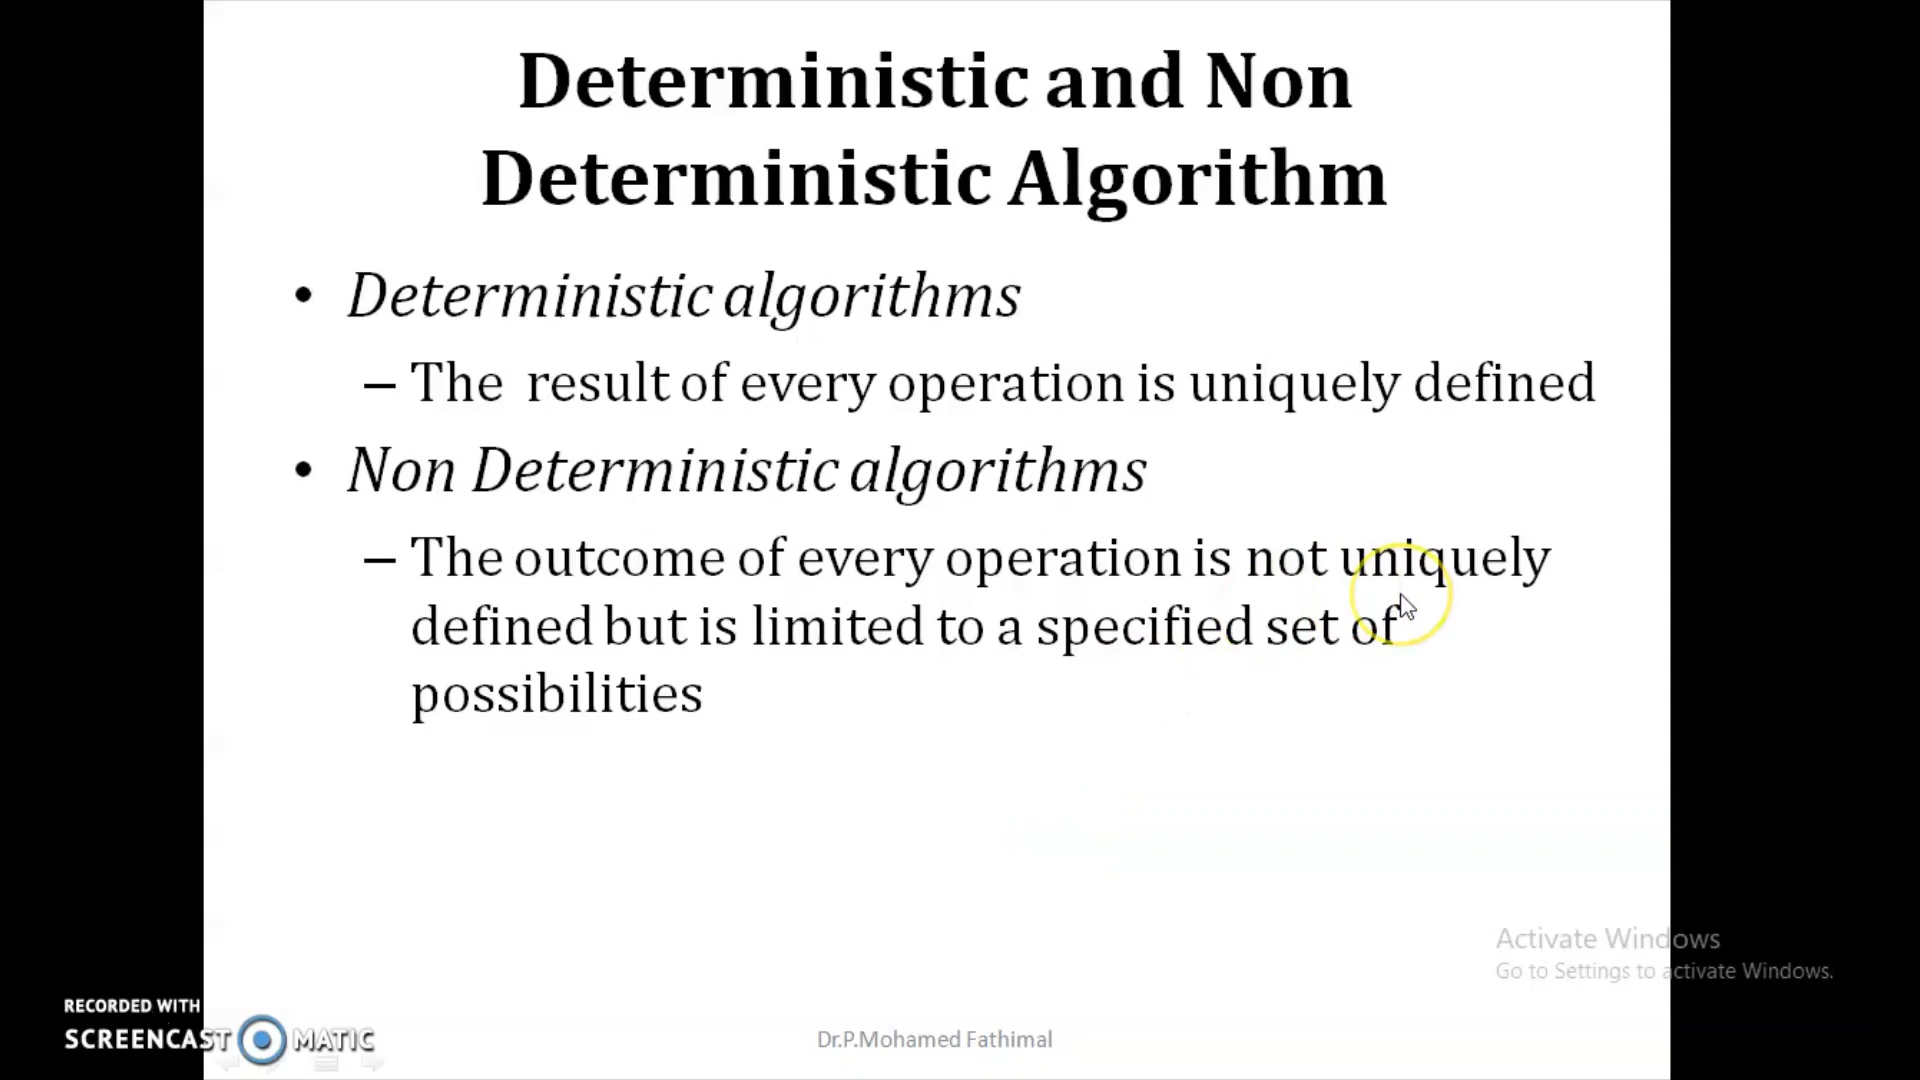 Deterministic and Non
Deterministic Algorithm
• Deterministic algorithms
– The result of every operation is uniquely defined
• Non Deterministic algorithms
– The outcome of every operation is not uniquely
defined but is limited to a specified set of
possibilities
Activate Windows
Go to Settings to activate Windows.
RECORDED WITH
SCREENCAST MATIC
Dr.P.Mohamed Fathimal